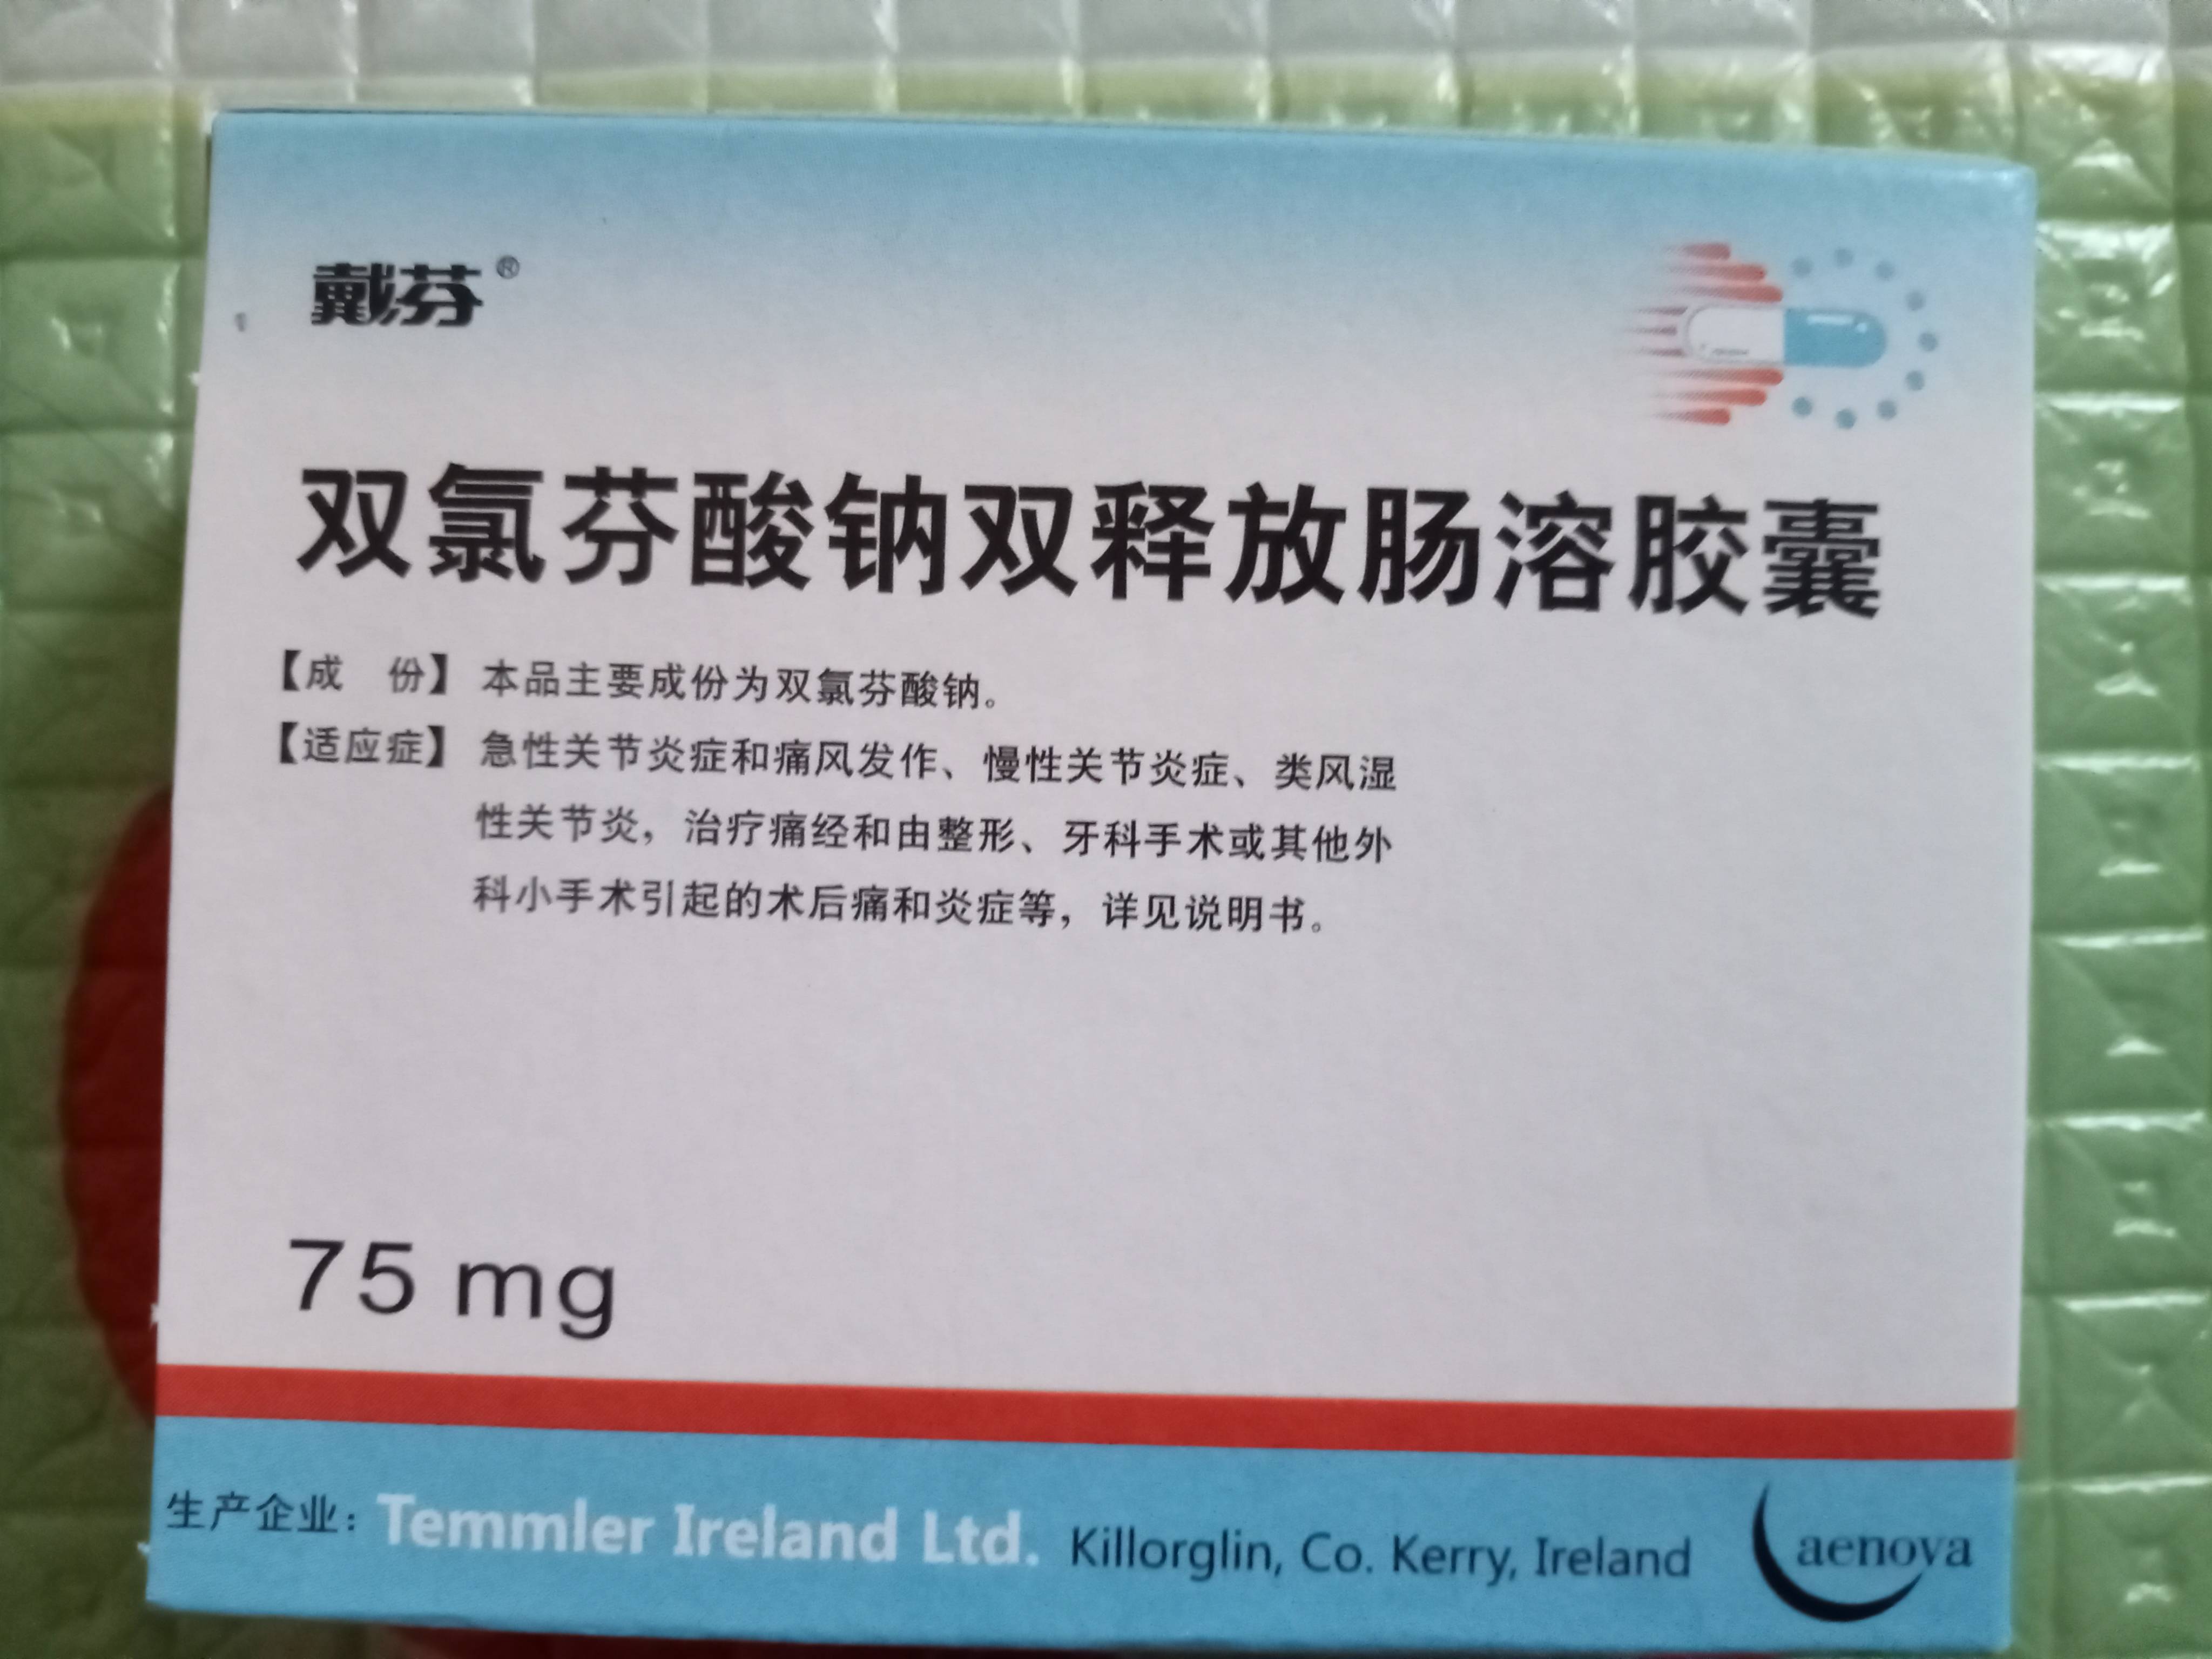 戴芬®
双氯芬酸钠双释放肠溶胶囊
【成 份】 本品主要成份为双氯芬酸钠。
【适应症】 急性关节炎症和痛风发作、慢性关节炎症、类风湿
性关节炎，治疗痛经和由整形、牙科手术或其他外
科小手术引起的术后痛和炎症等，详见说明书。
75 mg
生产企业：Temmler Ireland Ltd. Killorglin, Co. Kerry, Ireland
aenova